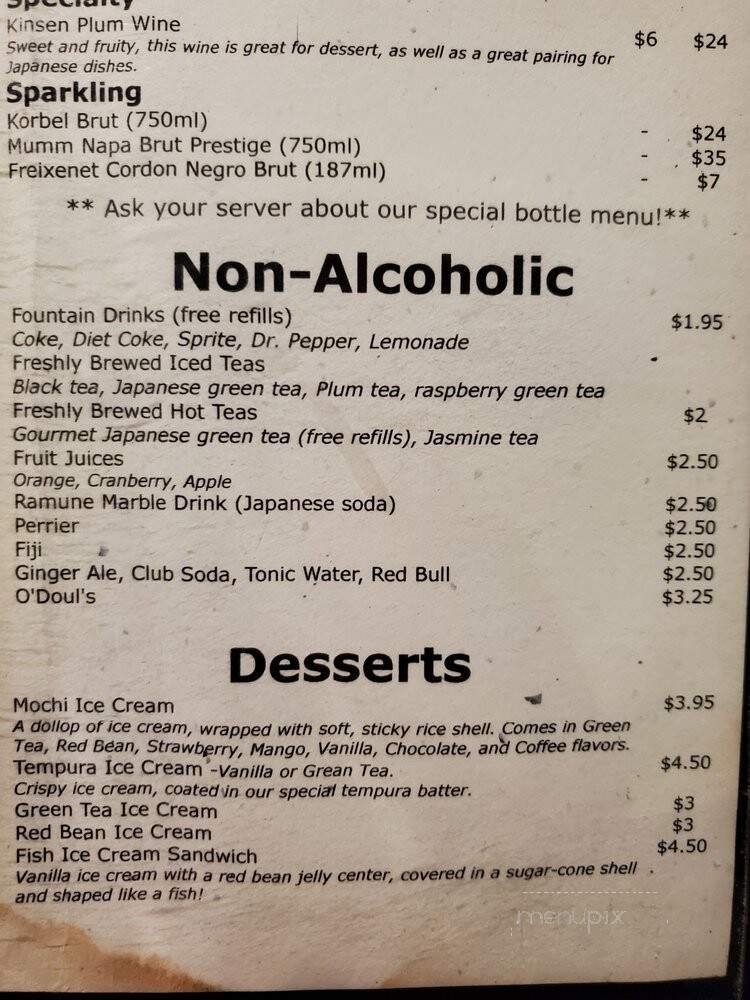 Specialty
Kinsen Plum Wine $6 $24
Sweet and fruity, this wine is great for dessert, as well as a great pairing for
Japanese dishes.
Sparkling
Korbel Brut (750ml) - $24
Mumm Napa Brut Prestige (750ml) - $35
Freixenet Cordon Negro Brut (187ml) - $7
** Ask your server about our special bottle menu!**
Non-Alcoholic
Fountain Drinks (free refills) $1.95
Coke, Diet Coke, Sprite, Dr. Pepper, Lemonade
Freshly Brewed Iced Teas
Black tea, Japanese green tea, Plum tea, raspberry green tea
Freshly Brewed Hot Teas $2
Gourmet Japanese green tea (free refills), Jasmine tea
Fruit Juices $2.50
Orange, Cranberry, Apple
Ramune Marble Drink (Japanese soda) $2.50
Perrier $2.50
Fiji $2.50
Ginger Ale, Club Soda, Tonic Water, Red Bull $2.50
O'Doul's $3.25
Desserts
Mochi Ice Cream $3.95
A dollop of ice cream, wrapped with soft, sticky rice shell. Comes in Green
Tea, Red Bean, Strawberry, Mango, Vanilla, Chocolate, and Coffee flavors.
Tempura Ice Cream -Vanilla or Grean Tea. $4.50
Crispy ice cream, coated in our special tempura batter.
Green Tea Ice Cream $3
Red Bean Ice Cream $3
Fish Ice Cream Sandwich $4.50
Vanilla ice cream with a red bean jelly center, covered in a sugar-cone shell
and shaped like a fish!
menupix